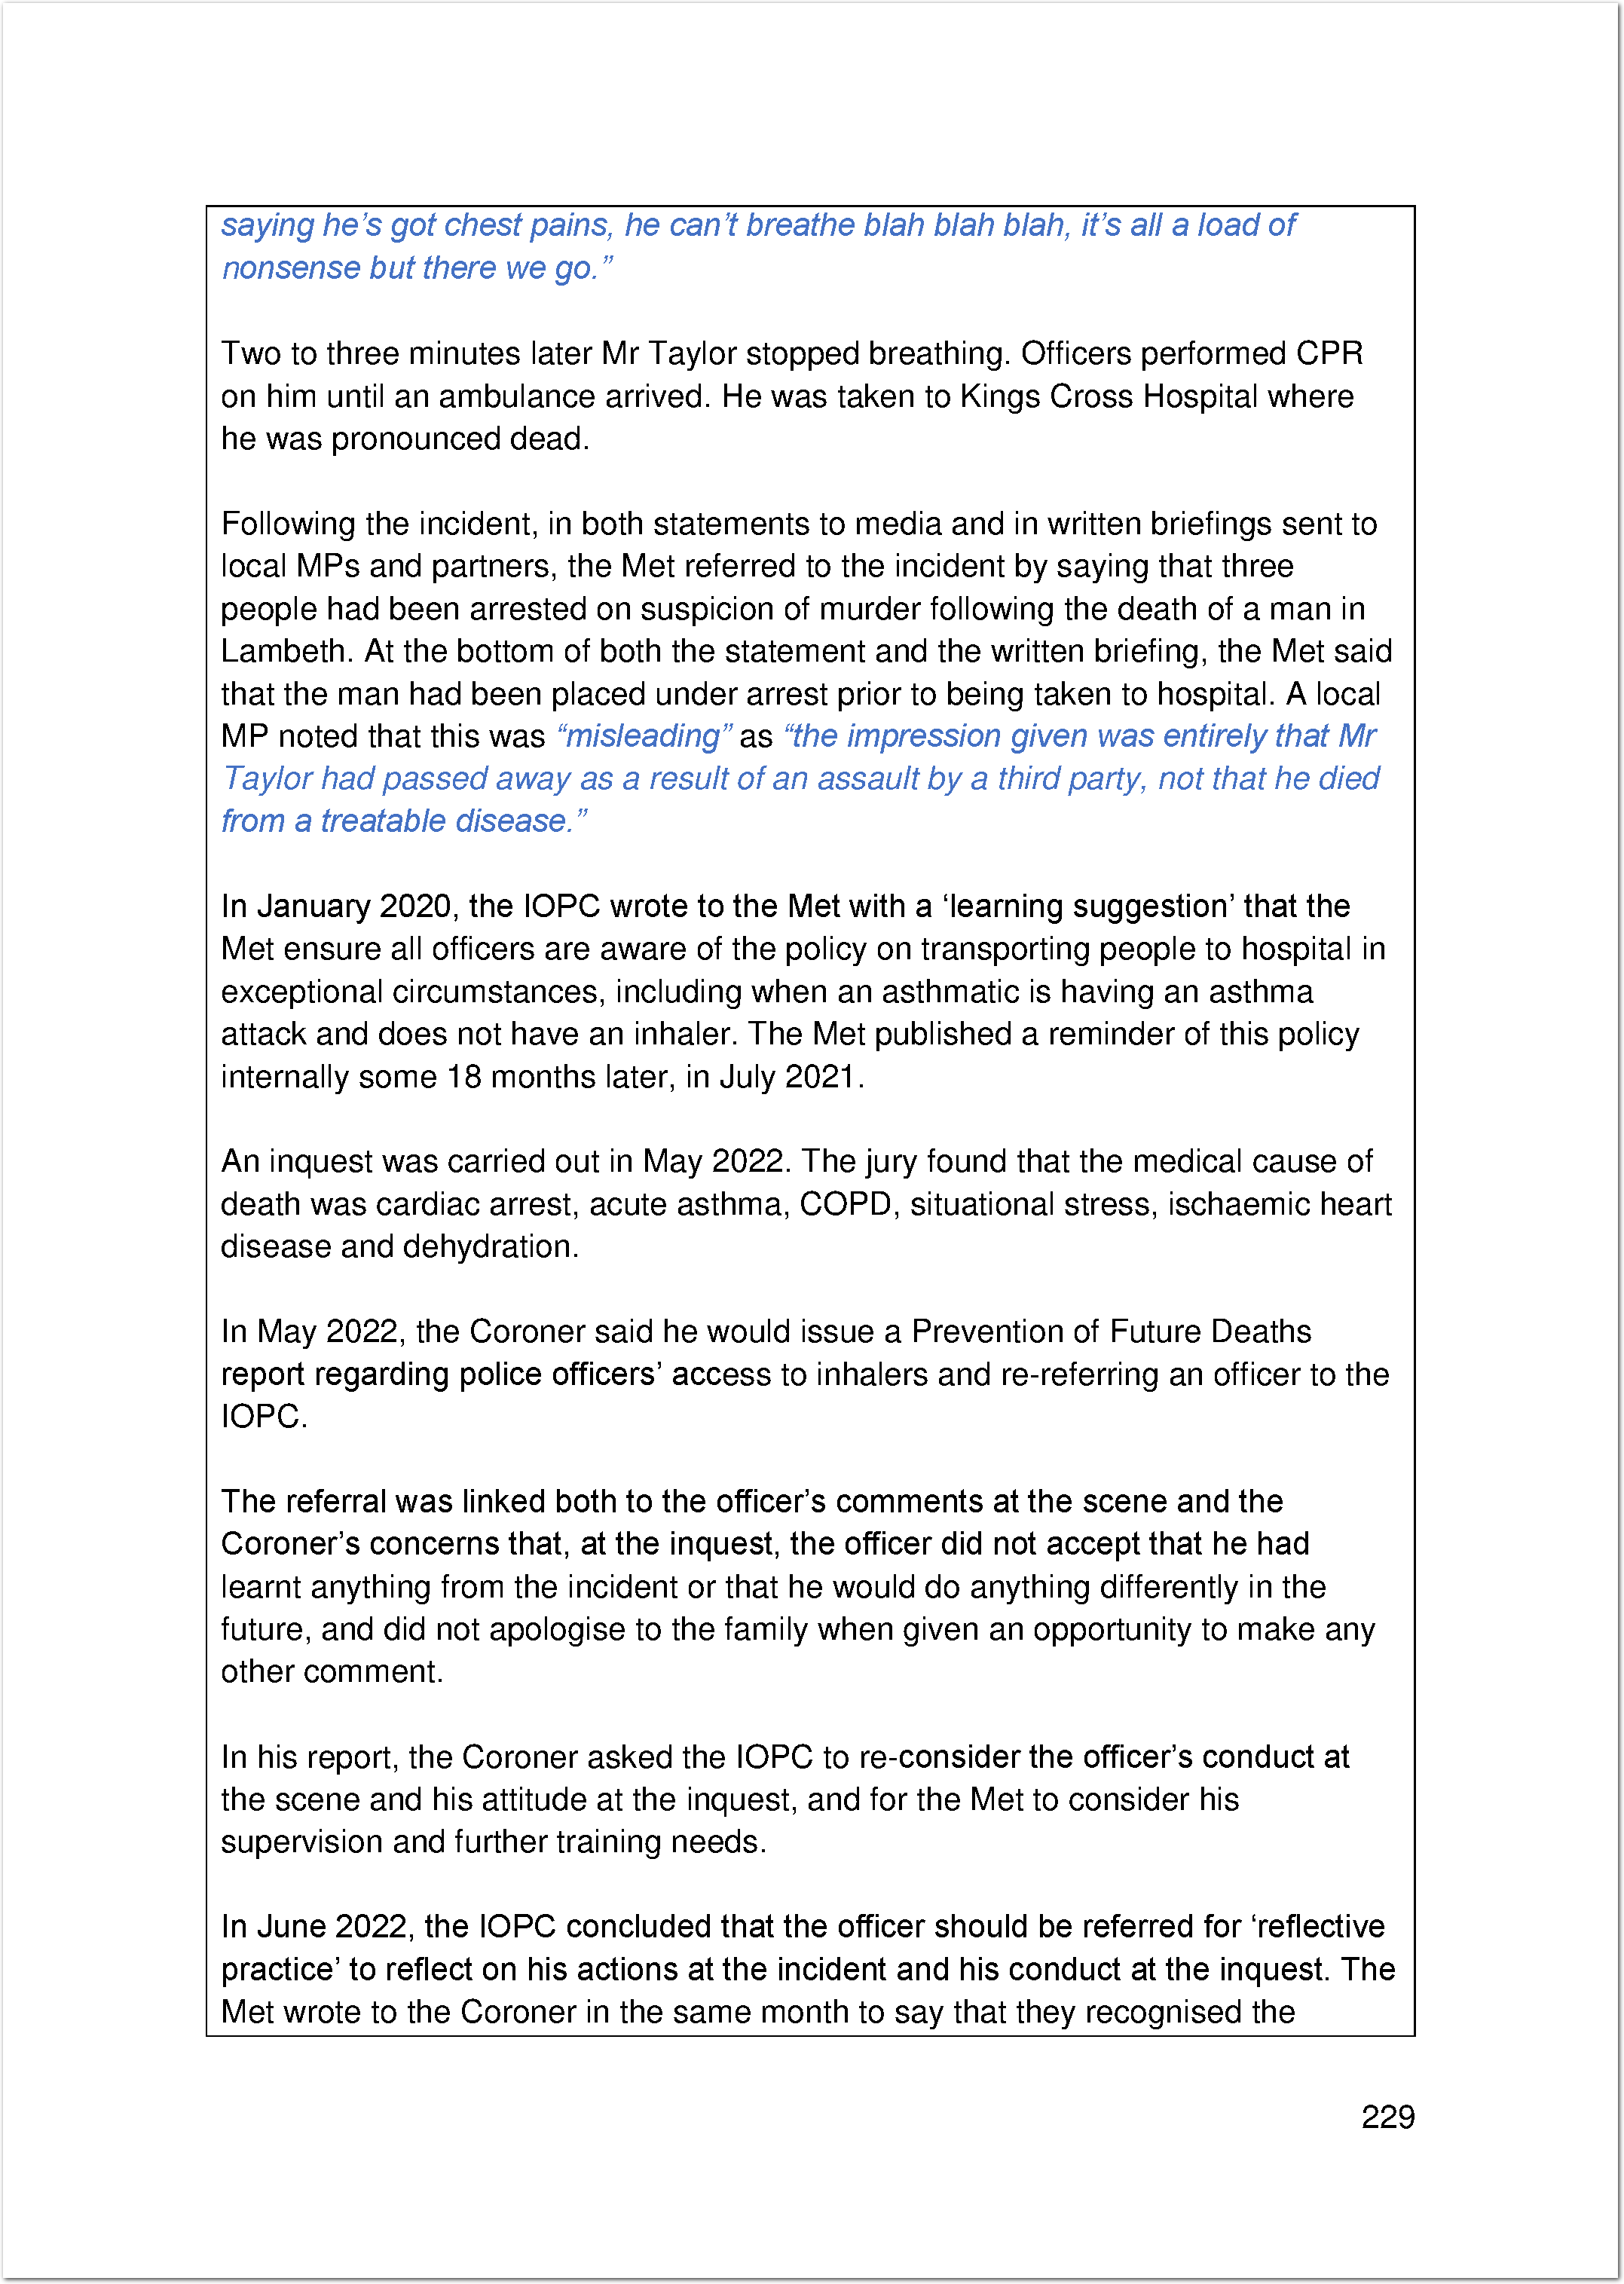 saying he’s got chest pains, he can’t breathe blah blah blah, it’s all a load of
nonsense but there we go.”
Two to three minutes later Mr Taylor stopped breathing. Officers performed CPR
on him until an ambulance arrived. He was taken to Kings Cross Hospital where
he was pronounced dead.
Following the incident, in both statements to media and in written briefings sent to
local MPs and partners, the Met referred to the incident by saying that three
people had been arrested on suspicion of murder following the death of a man in
Lambeth. At the bottom of both the statement and the written briefing, the Met said
that the man had been placed under arrest prior to being taken to hospital. A local
MP noted that this was “misleading” as “the impression given was entirely that Mr
Taylor had passed away as a result of an assault by a third party, not that he died
from a treatable disease.”
In January 2020, the IOPC wrote to the Met with a ‘learning suggestion’ that the
Met ensure all officers are aware of the policy on transporting people to hospital in
exceptional circumstances, including when an asthmatic is having an asthma
attack and does not have an inhaler. The Met published a reminder of this policy
internally some 18 months later, in July 2021.
An inquest was carried out in May 2022. The jury found that the medical cause of
death was cardiac arrest, acute asthma, COPD, situational stress, ischaemic heart
disease and dehydration.
In May 2022, the Coroner said he would issue a Prevention of Future Deaths
report regarding police officers’ access to inhalers and re-referring an officer to the
IOPC.
The referral was linked both to the officer’s comments at the scene and the
Coroner’s concerns that, at the inquest, the officer did not accept that he had
learnt anything from the incident or that he would do anything differently in the
future, and did not apologise to the family when given an opportunity to make any
other comment.
In his report, the Coroner asked the IOPC to re-consider the officer’s conduct at
the scene and his attitude at the inquest, and for the Met to consider his
supervision and further training needs.
In June 2022, the IOPC concluded that the officer should be referred for ‘reflective
practice’ to reflect on his actions at the incident and his conduct at the inquest. The
Met wrote to the Coroner in the same month to say that they recognised the
229